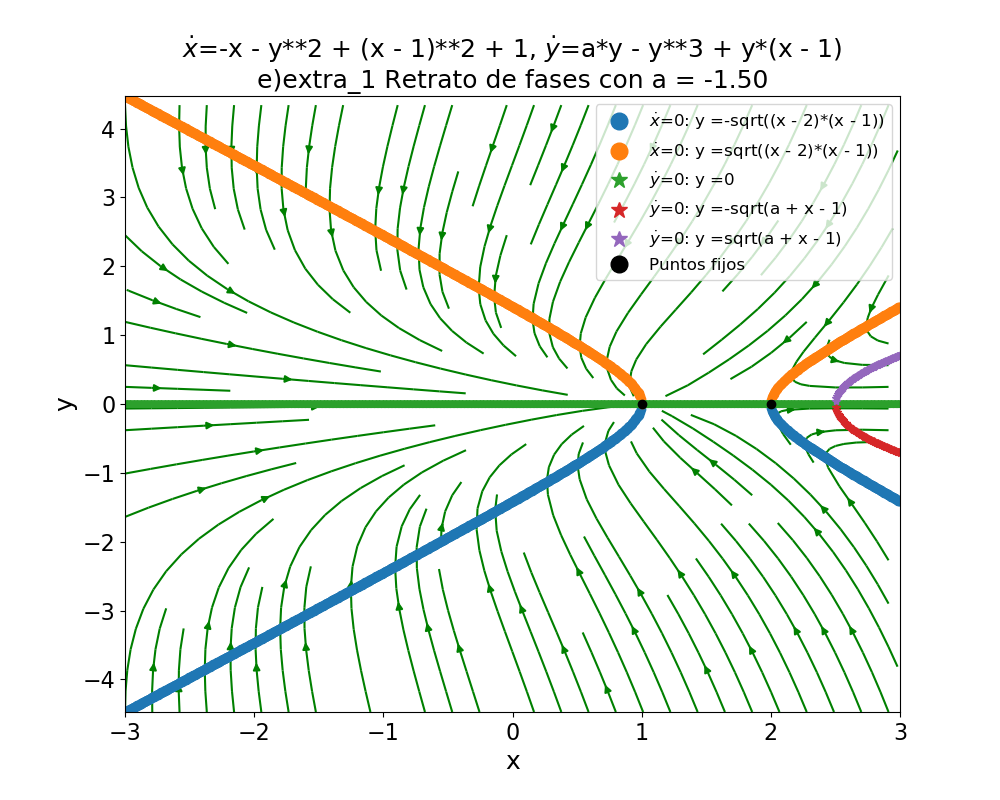 ẋ=-x - y**2 + (x - 1)**2 + 1, ẏ=a*y - y**3 + y*(x - 1)
e)extra_1 Retrato de fases con a = -1.50
ẋ=0: y =-sqrt((x - 2)*(x - 1))
ẋ=0: y =sqrt((x - 2)*(x - 1))
ẏ=0: y =0
ẏ=0: y =-sqrt(a + x - 1)
ẏ=0: y =sqrt(a + x - 1)
Puntos fijos
4
3
2
1
0
−1
−2
−3
−4
y
−3 −2 −1 0 1 2 3
x